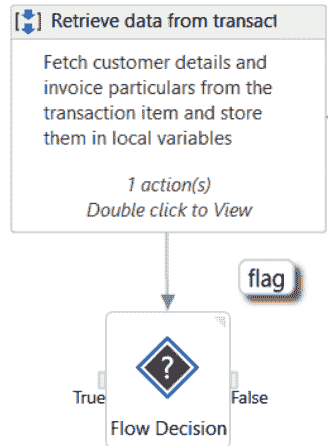 Retrieve data from transact
Fetch customer details and
invoice particulars from the
transaction item and store
them in local variables
1 action(s)
Double click to View
flag
?
True
False
Flow Decision